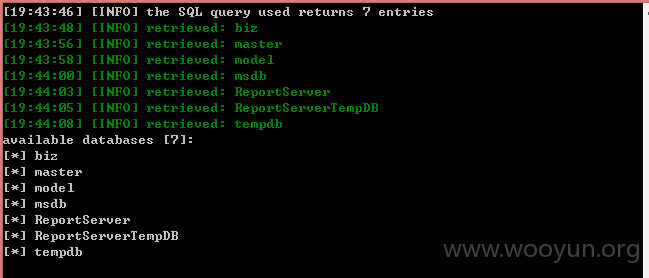 [19:43:46] [INFO] the SQL query used returns 7 entries
[19:43:48] [INFO] retrieved: biz
[19:43:56] [INFO] retrieved: master
[19:43:58] [INFO] retrieved: model
[19:44:00] [INFO] retrieved: msdb
[19:44:03] [INFO] retrieved: ReportServer
[19:44:05] [INFO] retrieved: ReportServerTempDB
[19:44:08] [INFO] retrieved: tempdb
available databases [7]:
[*] biz
[*] master
[*] model
[*] msdb
[*] ReportServer
[*] ReportServerTempDB
[*] tempdb
www.wooyun.org